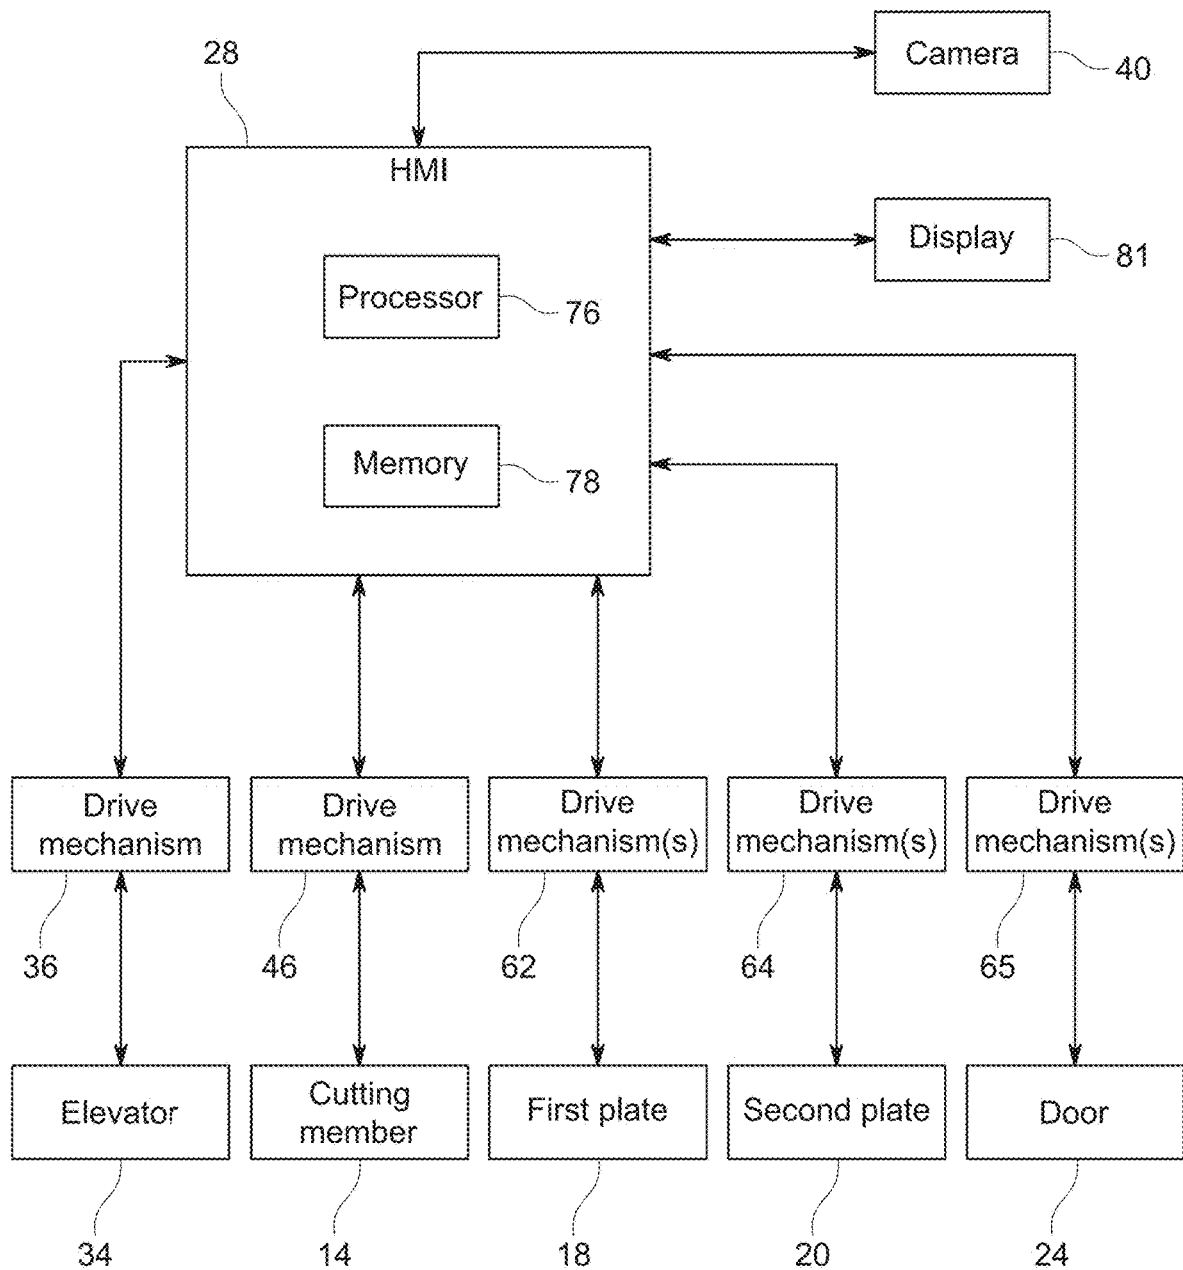 28
Camera
40
HMI
Display
81
Processor
76
Memory
78
Drive
mechanism
Drive
mechanism
Drive
mechanism(s)
Drive
mechanism(s)
Drive
mechanism(s)
36
46
62
64
65
Elevator
Cutting
member
First plate
Second plate
Door
34
14
18
20
24